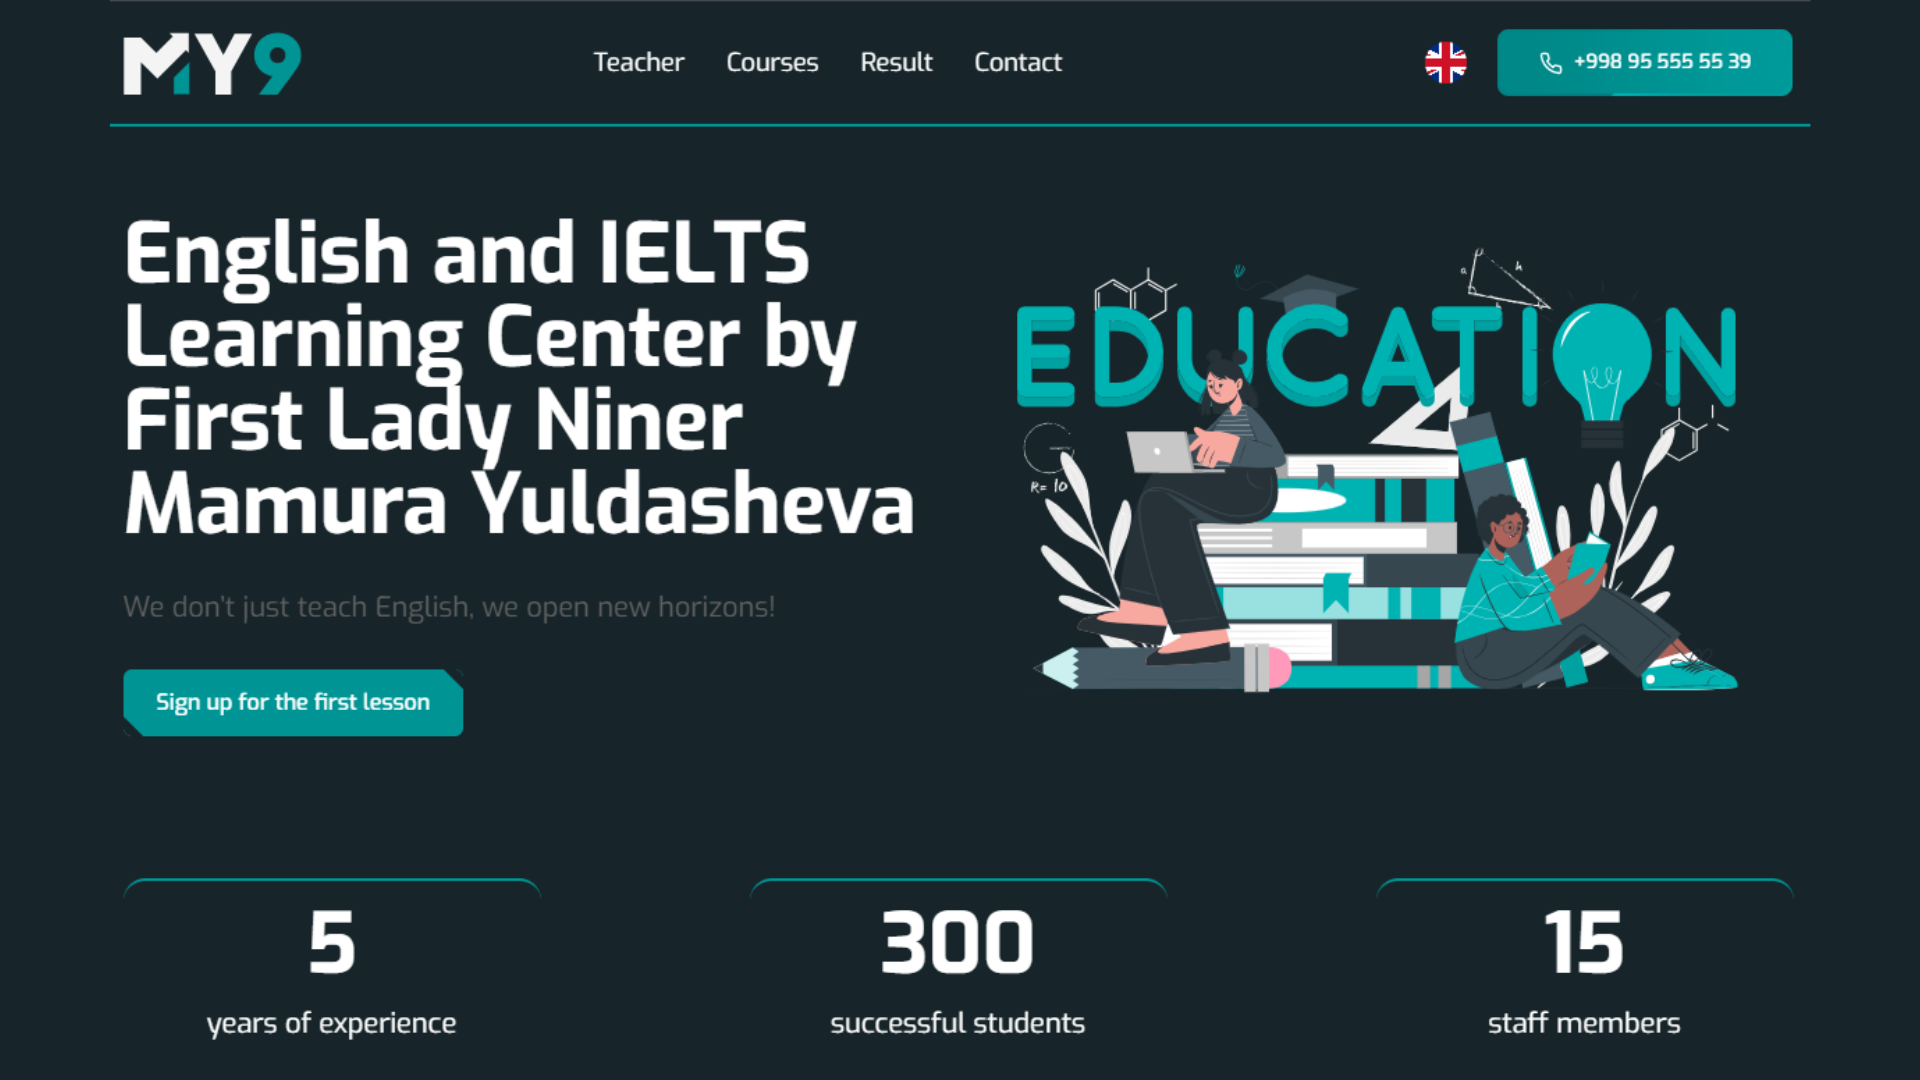 MY9
Teacher
Courses
Result
Contact
+998 95 555 55 39
English and IELTS
Learning Center by
First Lady Niner
Mamura Yuldasheva
We don't just teach English, we open new horizons!
Sign up for the first lesson
EDUCATION
a
h
b
R= 10
5
years of experience
300
successful students
15
staff members